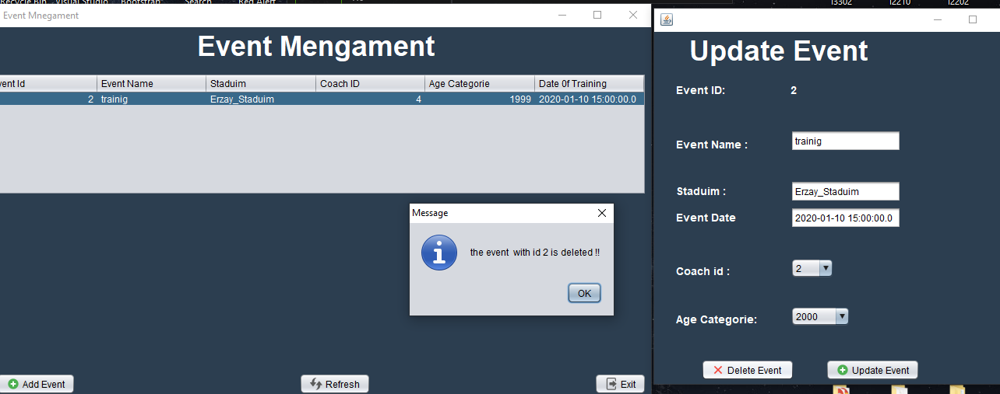 Recycle Bin Visual Studio Bootstrap Search Red Alert
I3302 I2210 I2202
Event Mnegament
Event Mengament
vent Id Event Name Staduim Coach ID Age Categorie Date 0f Training
2 trainig Erzay_Staduim 4 1999 2020-01-10 15:00:00.0
Message
the event with id 2 is deleted !!
OK
Add Event
Refresh
Exit
Update Event
Event ID: 2
Event Name : trainig
Staduim : Erzay_Staduim
Event Date 2020-01-10 15:00:00.0
Coach id : 2
Age Categorie: 2000
Delete Event
Update Event